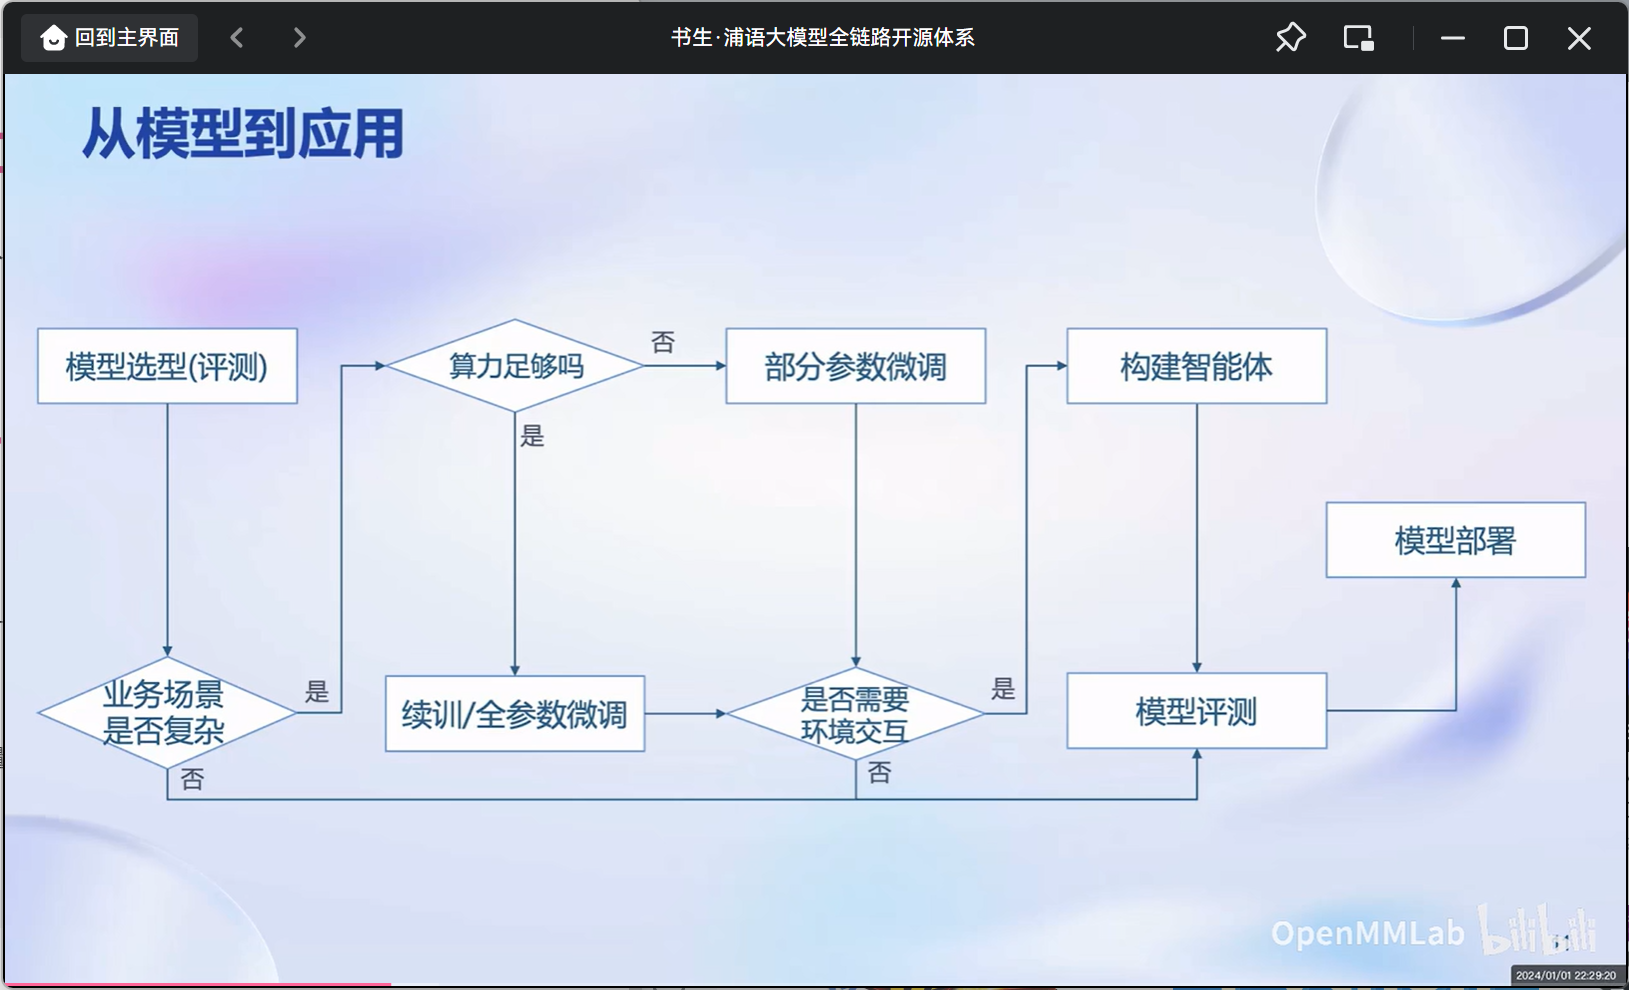 回到主界面
书生·浦语大模型全链路开源体系
从模型到应用
模型选型(评测)
算力足够吗
否
部分参数微调
构建智能体
是
模型部署
业务场景
是否复杂
是
续训/全参数微调
是否需要
环境交互
是
模型评测
否
否
OpenMMLab
bilibili
2024/01/01 22:29:20